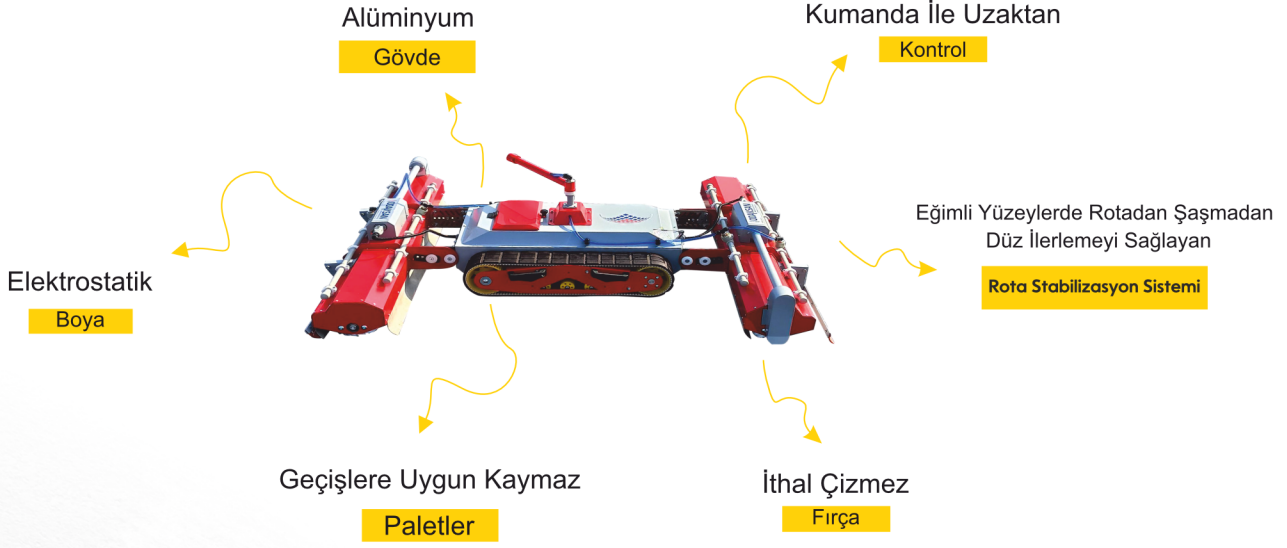 Alüminyum
Gövde
Kumanda İle Uzaktan
Kontrol
Eğimli Yüzeylerde Rotadan Şaşmadan
Düz İlerlemeyi Sağlayan
Rota Stabilizasyon Sistemi
Elektrostatik
Boya
Geçişlere Uygun Kaymaz
Paletler
İthal Çizmez
Fırça